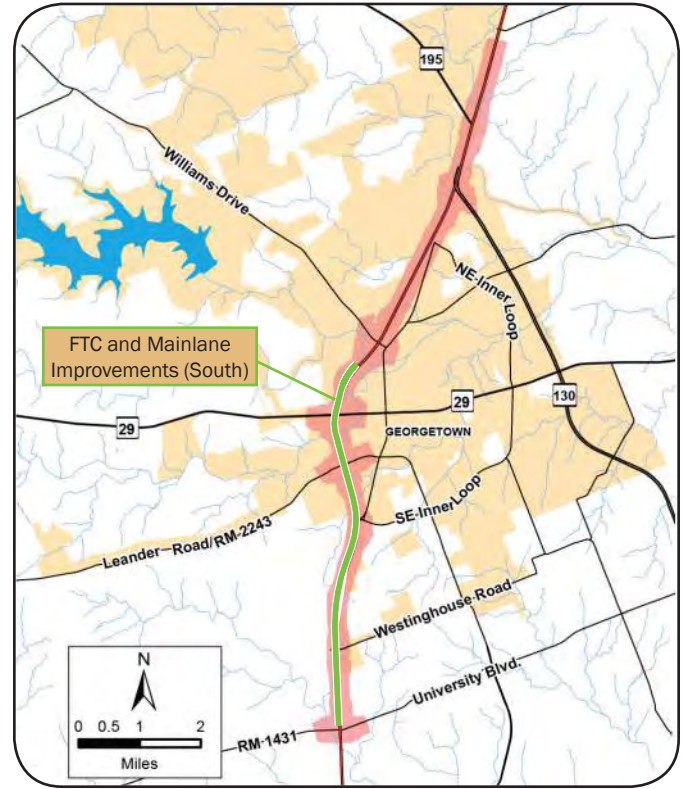 195
Williams Drive
NE Inner Loop
FTC and Mainlane
Improvements (South)
29
29
130
GEORGETOWN
SE Inner Loop
Leander Road/RM 2243
Westinghouse Road
University Blvd.
RM 1431
N
0 0.5 1 2
Miles